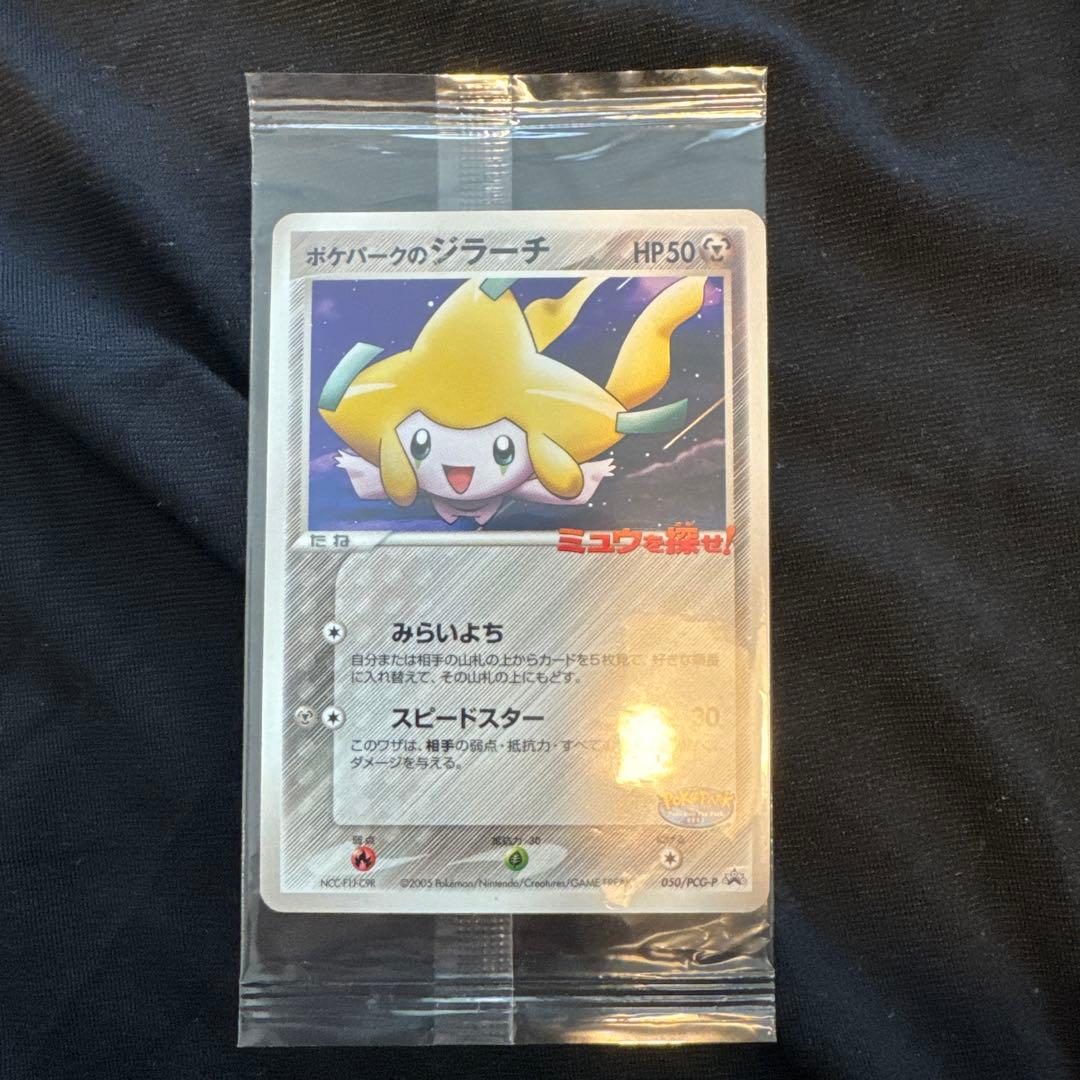 ポケパークのジラーチ HP50
たね
ミュウを探せ!
みらいよち
自分または相手の山札の上からカードを5枚見て、好きな順番
に入れ替えて、その山札の上にもどす。
スピードスター 30
このワザは、相手の弱点・抵抗力・すべて
ダメージを与える。
POKÉPARK
弱点 抵抗力 -30 にげる
NCC-F1J-C9R ©2005 Pokémon/Nintendo/Creatures/GAME FREAK 050/PCG-P